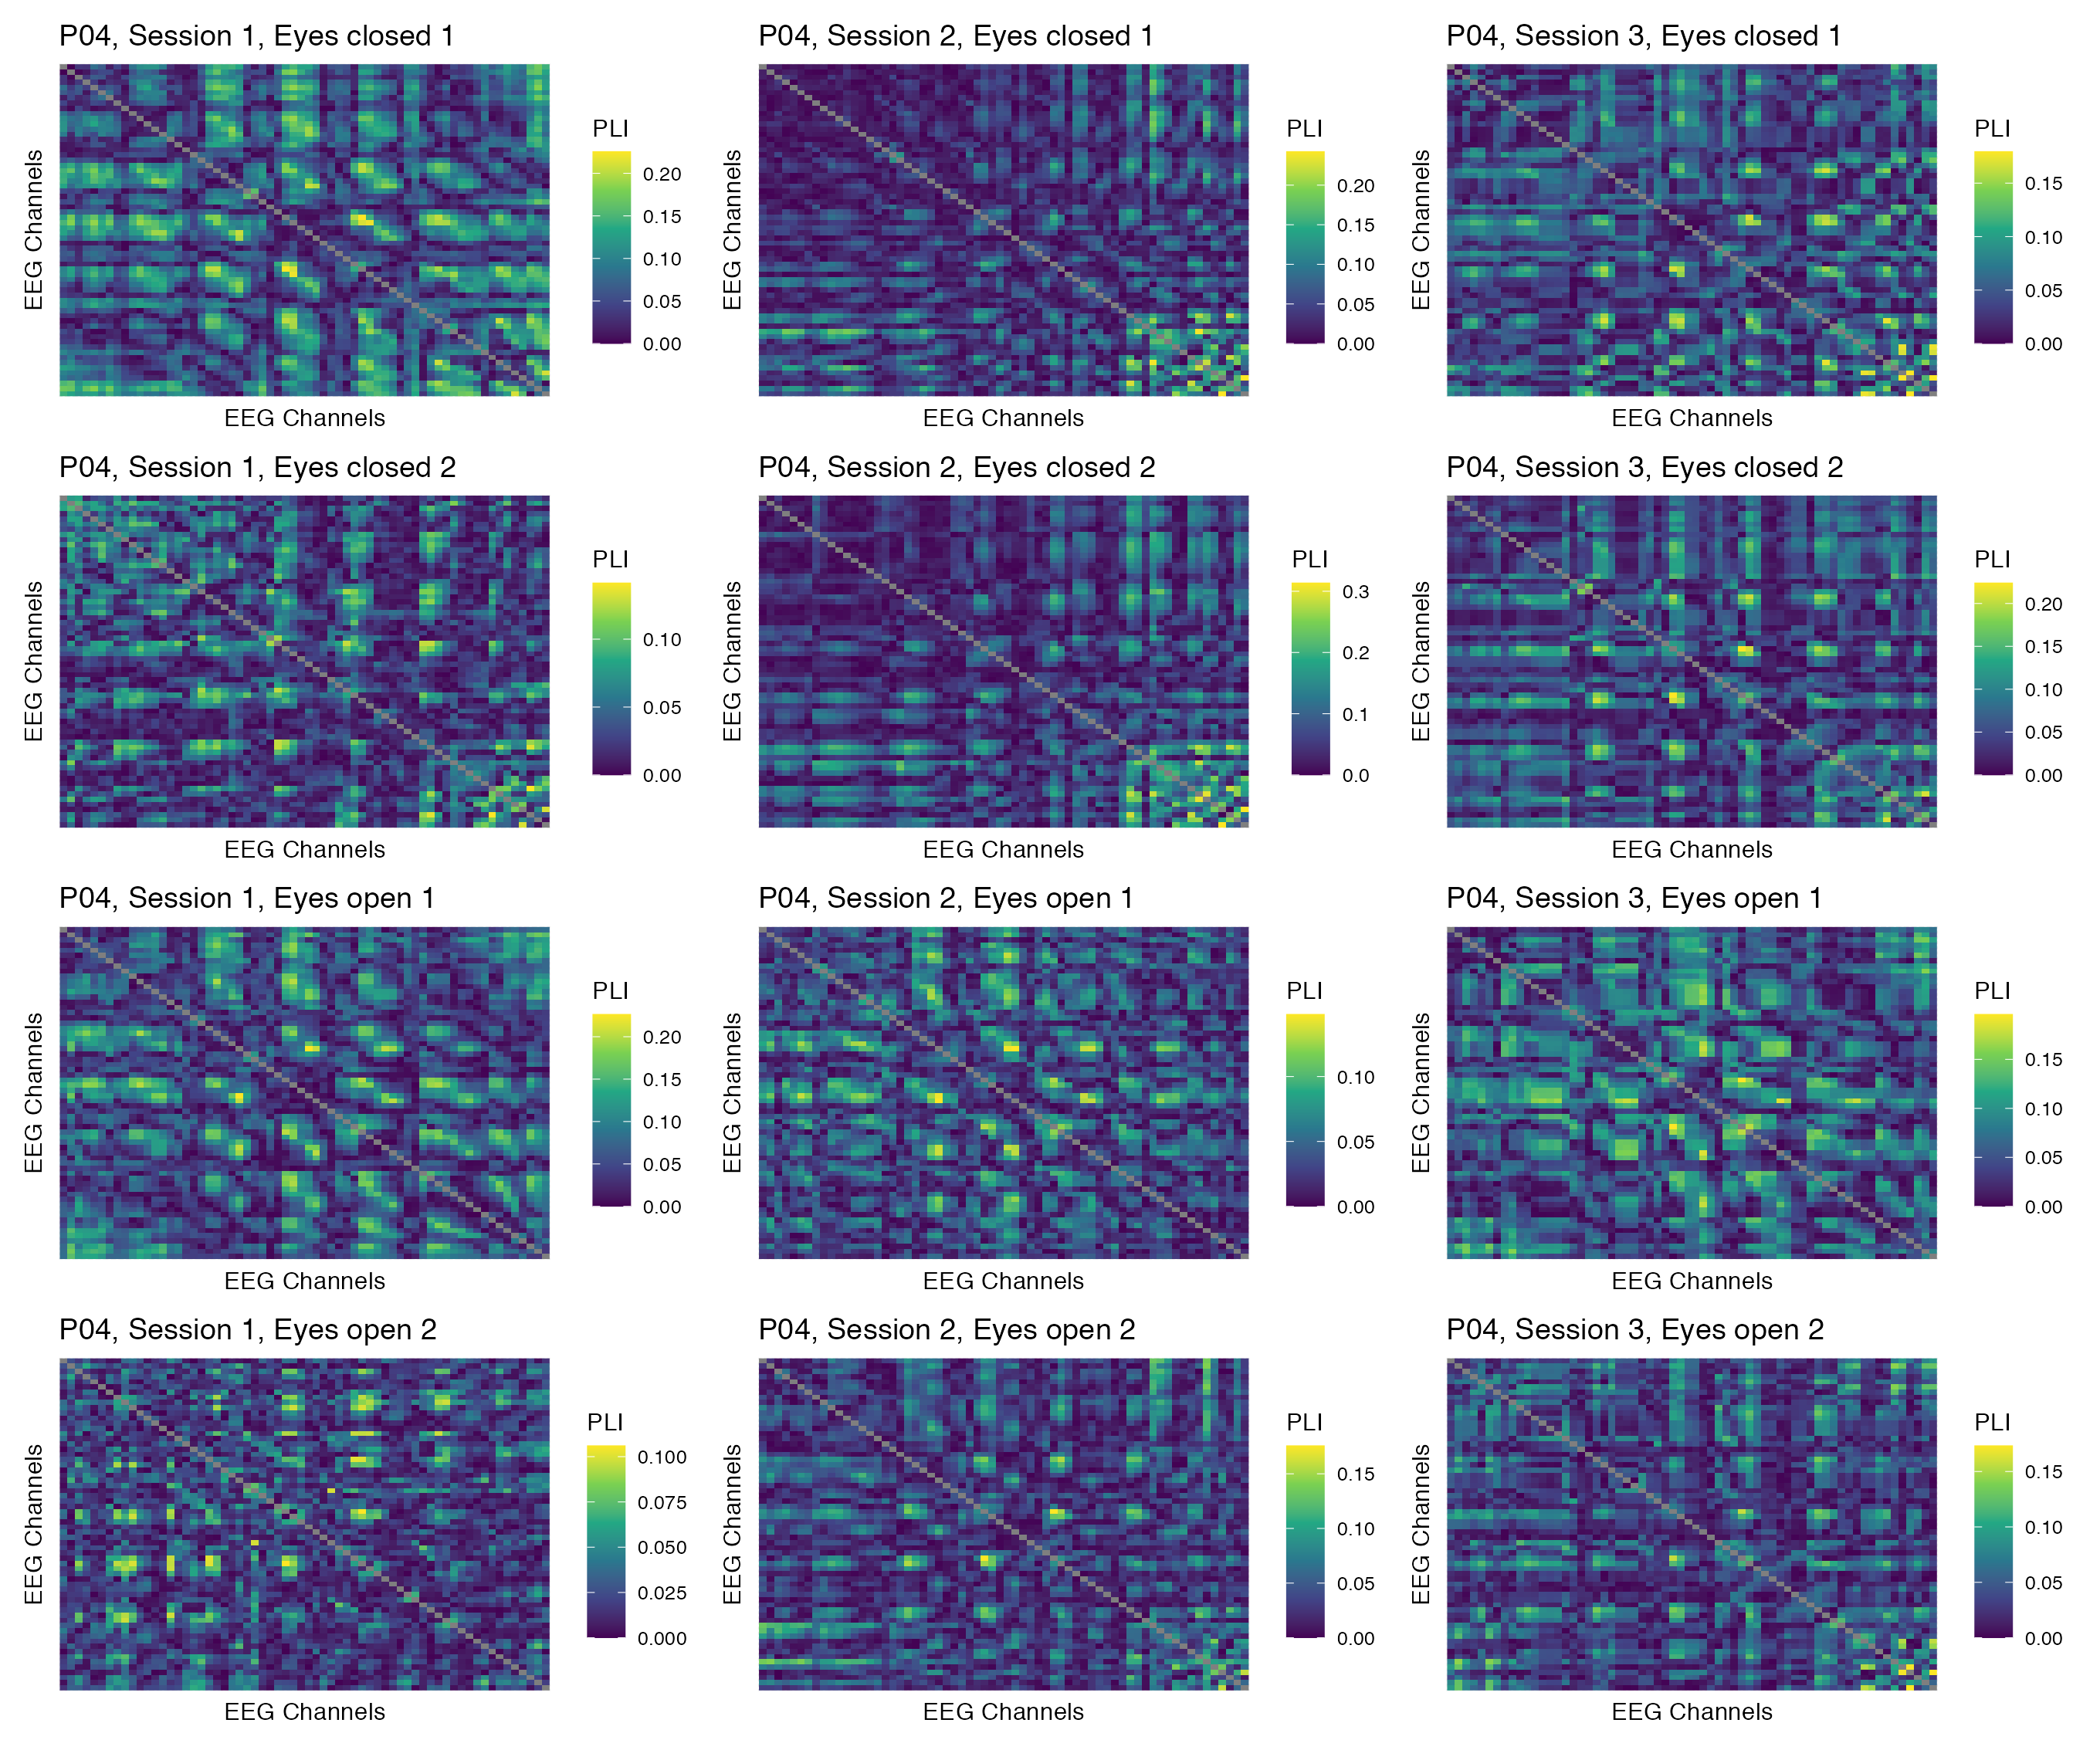 P04, Session 1, Eyes closed 1
EEG Channels
EEG Channels
PLI
0.20
0.15
0.10
0.05
0.00
P04, Session 2, Eyes closed 1
EEG Channels
EEG Channels
PLI
0.20
0.15
0.10
0.05
0.00
P04, Session 3, Eyes closed 1
EEG Channels
EEG Channels
PLI
0.15
0.10
0.05
0.00
P04, Session 1, Eyes closed 2
EEG Channels
EEG Channels
PLI
0.10
0.05
0.00
P04, Session 2, Eyes closed 2
EEG Channels
EEG Channels
PLI
0.3
0.2
0.1
0.0
P04, Session 3, Eyes closed 2
EEG Channels
EEG Channels
PLI
0.20
0.15
0.10
0.05
0.00
P04, Session 1, Eyes open 1
EEG Channels
EEG Channels
PLI
0.20
0.15
0.10
0.05
0.00
P04, Session 2, Eyes open 1
EEG Channels
EEG Channels
PLI
0.10
0.05
0.00
P04, Session 3, Eyes open 1
EEG Channels
EEG Channels
PLI
0.15
0.10
0.05
0.00
P04, Session 1, Eyes open 2
EEG Channels
EEG Channels
PLI
0.100
0.075
0.050
0.025
0.000
P04, Session 2, Eyes open 2
EEG Channels
EEG Channels
PLI
0.15
0.10
0.05
0.00
P04, Session 3, Eyes open 2
EEG Channels
EEG Channels
PLI
0.15
0.10
0.05
0.00